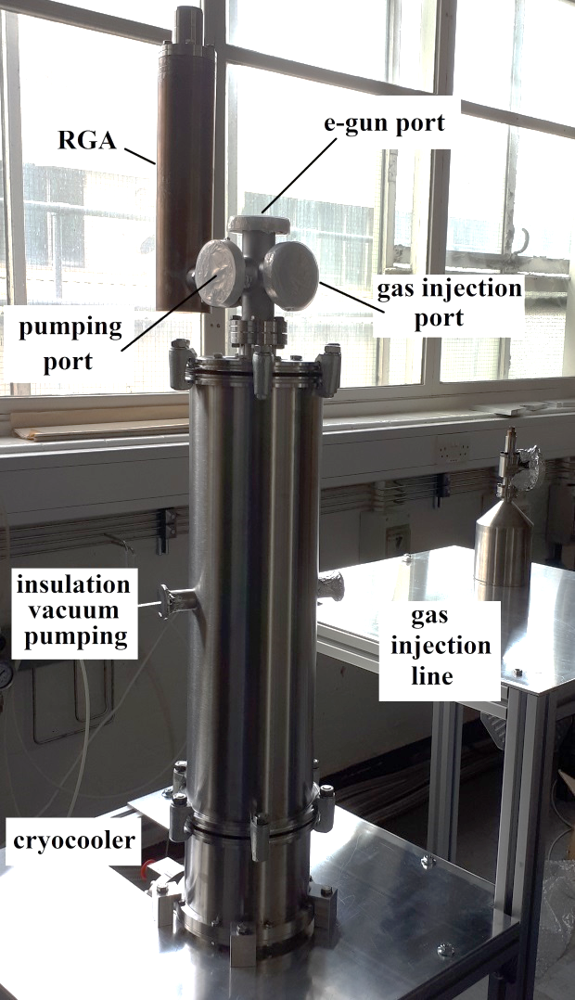 e-gun port
RGA
gas injection
port
pumping
port
insulation
vacuum
pumping
gas
injection
line
cryocooler